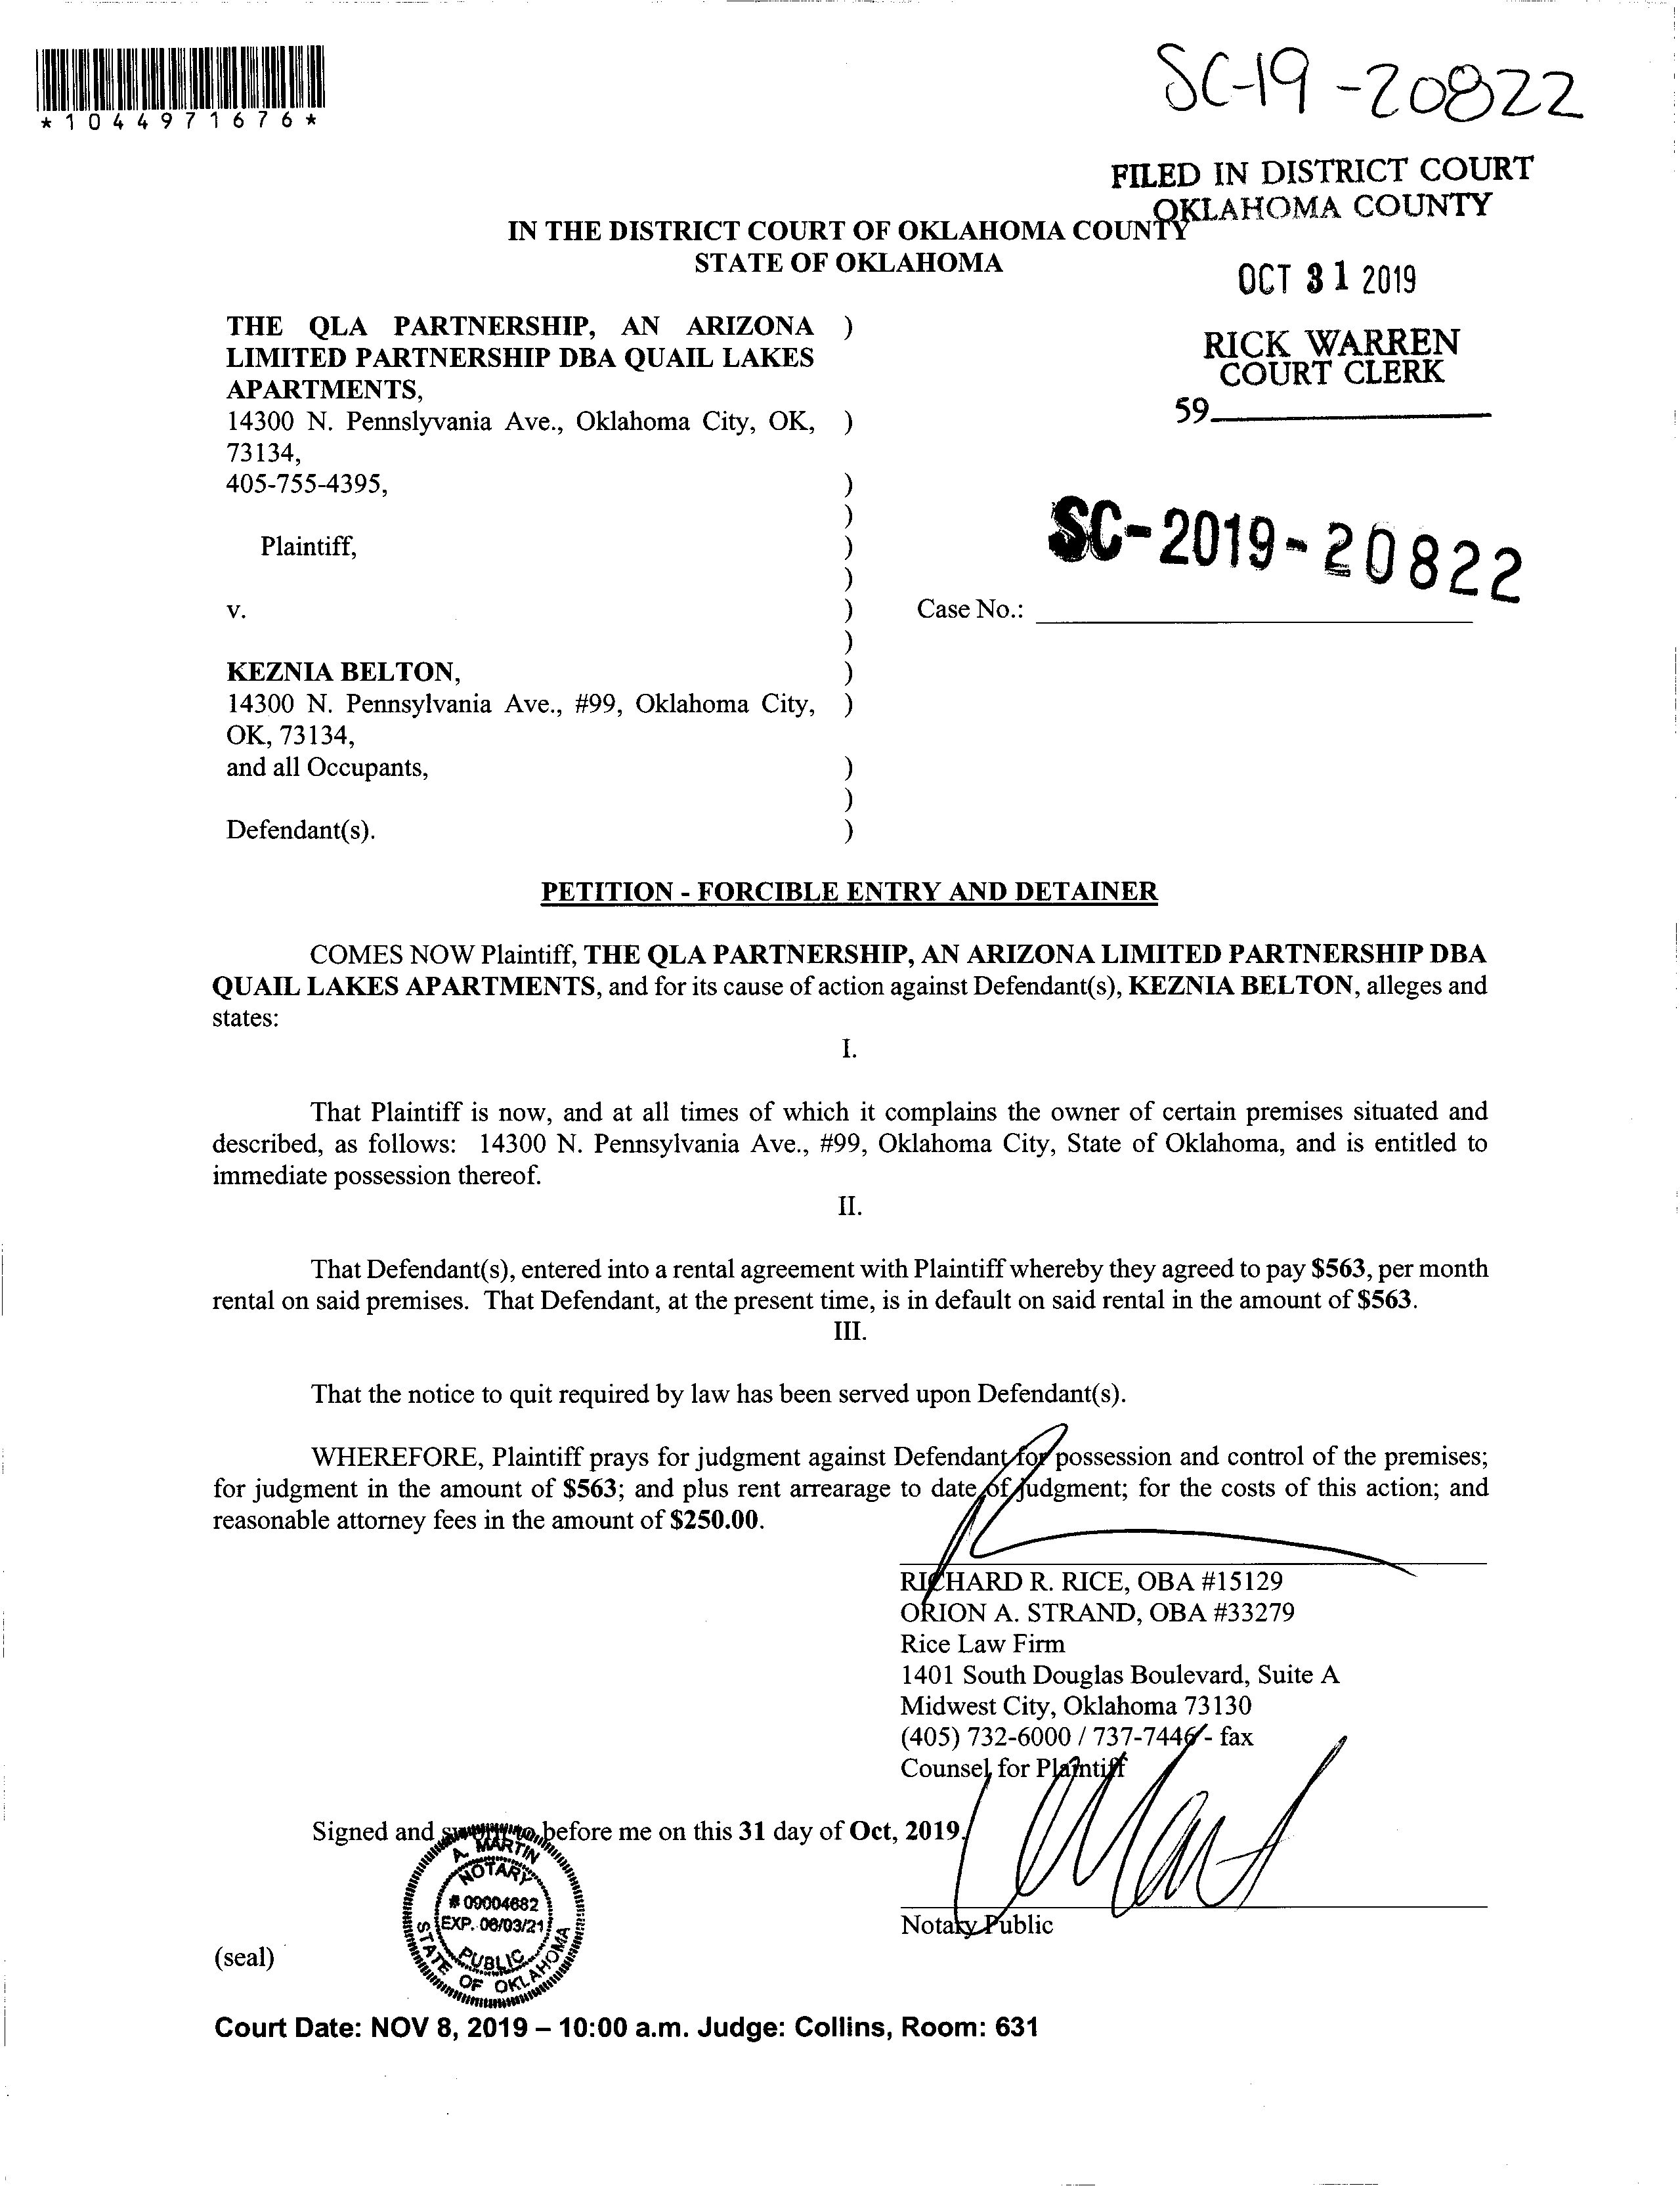 *1044971676*
SC-19-20822
FILED IN DISTRICT COURT
OKLAHOMA COUNTY
IN THE DISTRICT COURT OF OKLAHOMA COUNTY
STATE OF OKLAHOMA
OCT 31 2019
RICK WARREN
COURT CLERK
59
THE QLA PARTNERSHIP, AN ARIZONA )
LIMITED PARTNERSHIP DBA QUAIL LAKES
APARTMENTS,
14300 N. Pennslyvania Ave., Oklahoma City, OK, )
73134,
405-755-4395, )
)
Plaintiff, )
)
SC-2019-20822
v. ) Case No.:
)
KEZNIA BELTON, )
14300 N. Pennsylvania Ave., #99, Oklahoma City, )
OK, 73134,
and all Occupants, )
)
Defendant(s). )
PETITION - FORCIBLE ENTRY AND DETAINER
COMES NOW Plaintiff, THE QLA PARTNERSHIP, AN ARIZONA LIMITED PARTNERSHIP DBA
QUAIL LAKES APARTMENTS, and for its cause of action against Defendant(s), KEZNIA BELTON, alleges and
states:
I.
That Plaintiff is now, and at all times of which it complains the owner of certain premises situated and
described, as follows: 14300 N. Pennsylvania Ave., #99, Oklahoma City, State of Oklahoma, and is entitled to
immediate possession thereof.
II.
That Defendant(s), entered into a rental agreement with Plaintiff whereby they agreed to pay $563, per month
rental on said premises. That Defendant, at the present time, is in default on said rental in the amount of $563.
III.
That the notice to quit required by law has been served upon Defendant(s).
WHEREFORE, Plaintiff prays for judgment against Defendant for possession and control of the premises;
for judgment in the amount of $563; and plus rent arrearage to date of judgment; for the costs of this action; and
reasonable attorney fees in the amount of $250.00.
RICHARD R. RICE, OBA #15129
ORION A. STRAND, OBA #33279
Rice Law Firm
1401 South Douglas Boulevard, Suite A
Midwest City, Oklahoma 73130
(405) 732-6000 / 737-7446 - fax
Counsel for Plaintiff
Signed and sworn to before me on this 31 day of Oct, 2019.
A. MARTIN
NOTARY
# 09004682
EXP. 06/03/21
PUBLIC
STATE OF OKLAHOMA
Notary Public
(seal)
Court Date: NOV 8, 2019 – 10:00 a.m. Judge: Collins, Room: 631